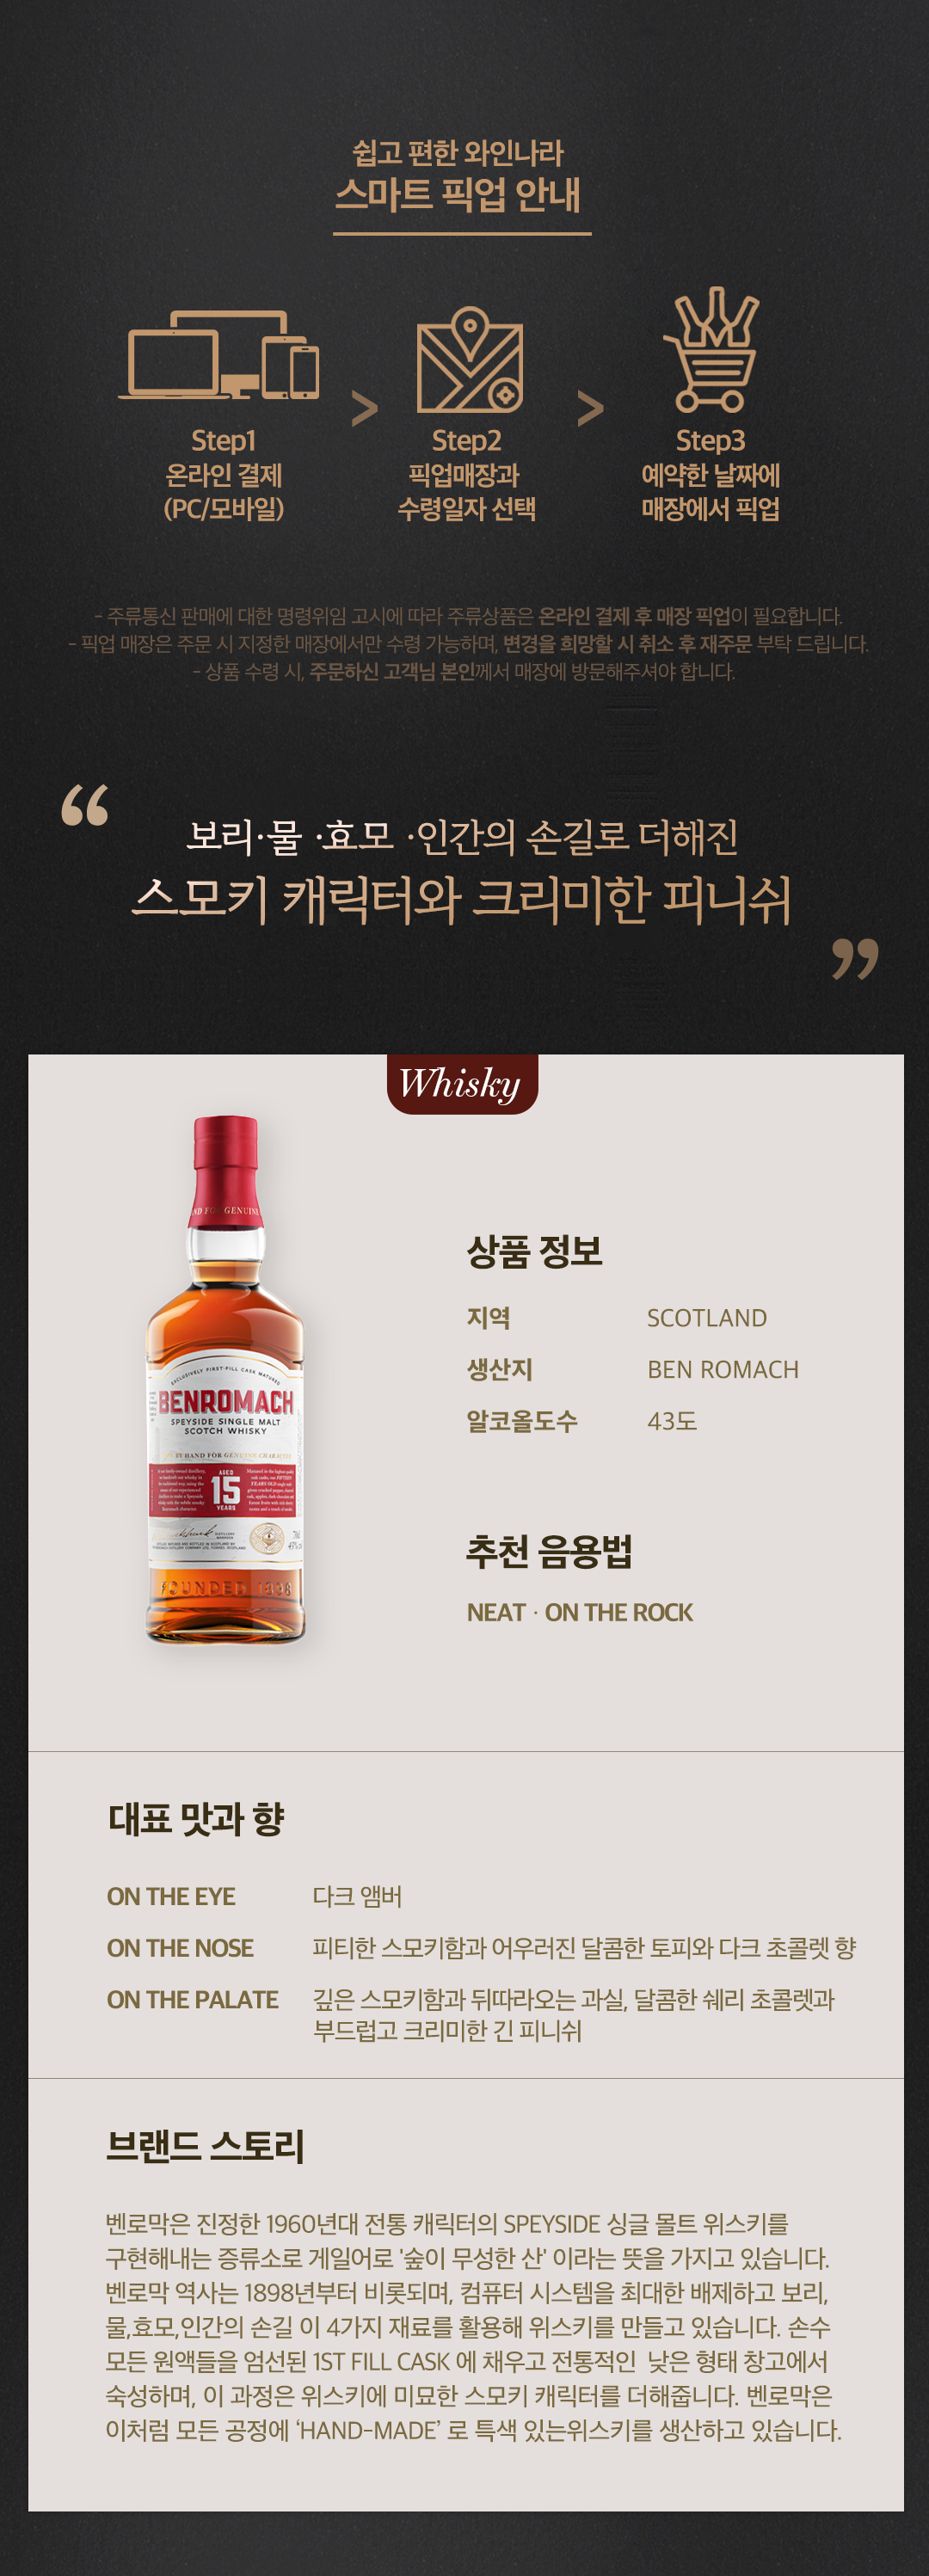 쉽고 편한 와인나라
스마트 픽업 안내
Step1
온라인 결제
(PC/모바일)
>
Step2
픽업매장과
수령일자 선택
>
Step3
예약한 날짜에
매장에서 픽업
- 주류통신 판매에 대한 명령위임 고시에 따라 주류상품은 온라인 결제 후 매장 픽업이 필요합니다.
- 픽업 매장은 주문 시 지정한 매장에서만 수령 가능하며, 변경을 희망할 시 취소 후 재주문 부탁 드립니다.
- 상품 수령 시, 주문하신 고객님 본인께서 매장에 방문해주셔야 합니다.
“
보리·물 ·효모 ·인간의 손길로 더해진
스모키 캐릭터와 크리미한 피니쉬
”
Whisky
EXCLUSIVELY FIRST-FILL CASK MATURED
BENROMACH
SPEYSIDE SINGLE MALT
SCOTCH WHISKY
BY HAND FOR GENUINE CHARACTER
AGED
15
YEARS
FOUNDED 1898
상품 정보
지역 SCOTLAND
생산지 BEN ROMACH
알코올도수 43도
추천 음용법
NEAT · ON THE ROCK
대표 맛과 향
ON THE EYE 다크 앰버
ON THE NOSE 피티한 스모키함과 어우러진 달콤한 토피와 다크 초콜렛 향
ON THE PALATE 깊은 스모키함과 뒤따라오는 과실, 달콤한 쉐리 초콜렛과
부드럽고 크리미한 긴 피니쉬
브랜드 스토리
벤로막은 진정한 1960년대 전통 캐릭터의 SPEYSIDE 싱글 몰트 위스키를
구현해내는 증류소로 게일어로 '숲이 무성한 산' 이라는 뜻을 가지고 있습니다.
벤로막 역사는 1898년부터 비롯되며, 컴퓨터 시스템을 최대한 배제하고 보리,
물,효모,인간의 손길 이 4가지 재료를 활용해 위스키를 만들고 있습니다. 손수
모든 원액들을 엄선된 1ST FILL CASK 에 채우고 전통적인 낮은 형태 창고에서
숙성하며, 이 과정은 위스키에 미묘한 스모키 캐릭터를 더해줍니다. 벤로막은
이처럼 모든 공정에 ‘HAND-MADE’ 로 특색 있는위스키를 생산하고 있습니다.